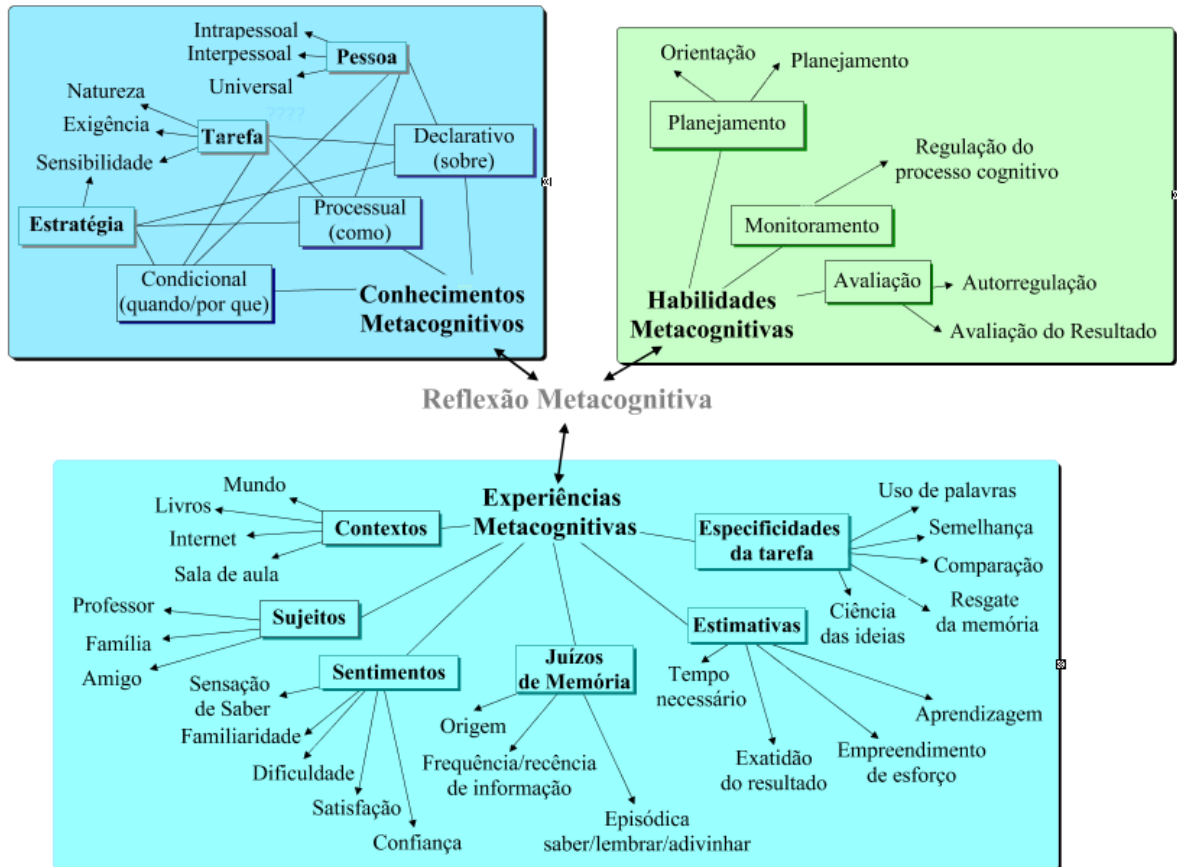 Intrapessoal
Interpessoal
Universal
Pessoa
Natureza
Exigência
Sensibilidade
????
Tarefa
Declarativo
(sobre)
Estratégia
Processual
(como)
Condicional
(quando/por que)
Conhecimentos
Metacognitivos
Orientação
Planejamento
Planejamento
Regulação do
processo cognitivo
Monitoramento
Avaliação
Autorregulação
Avaliação do Resultado
Habilidades
Metacognitivas
Reflexão Metacognitiva
Experiências
Metacognitivas
Mundo
Livros
Internet
Sala de aula
Contextos
Professor
Família
Amigo
Sujeitos
Sentimentos
Sensação
de Saber
Familiaridade
Dificuldade
Satisfação
Confiança
Juízos
de Memória
Origem
Frequência/recência
de informação
Episódica
saber/lembrar/adivinhar
Estimativas
Tempo
necessário
Exatidão
do resultado
Empreendimento
de esforço
Aprendizagem
Especificidades
da tarefa
Uso de palavras
Semelhança
Comparação
Resgate
da memória
Ciência
das ideias